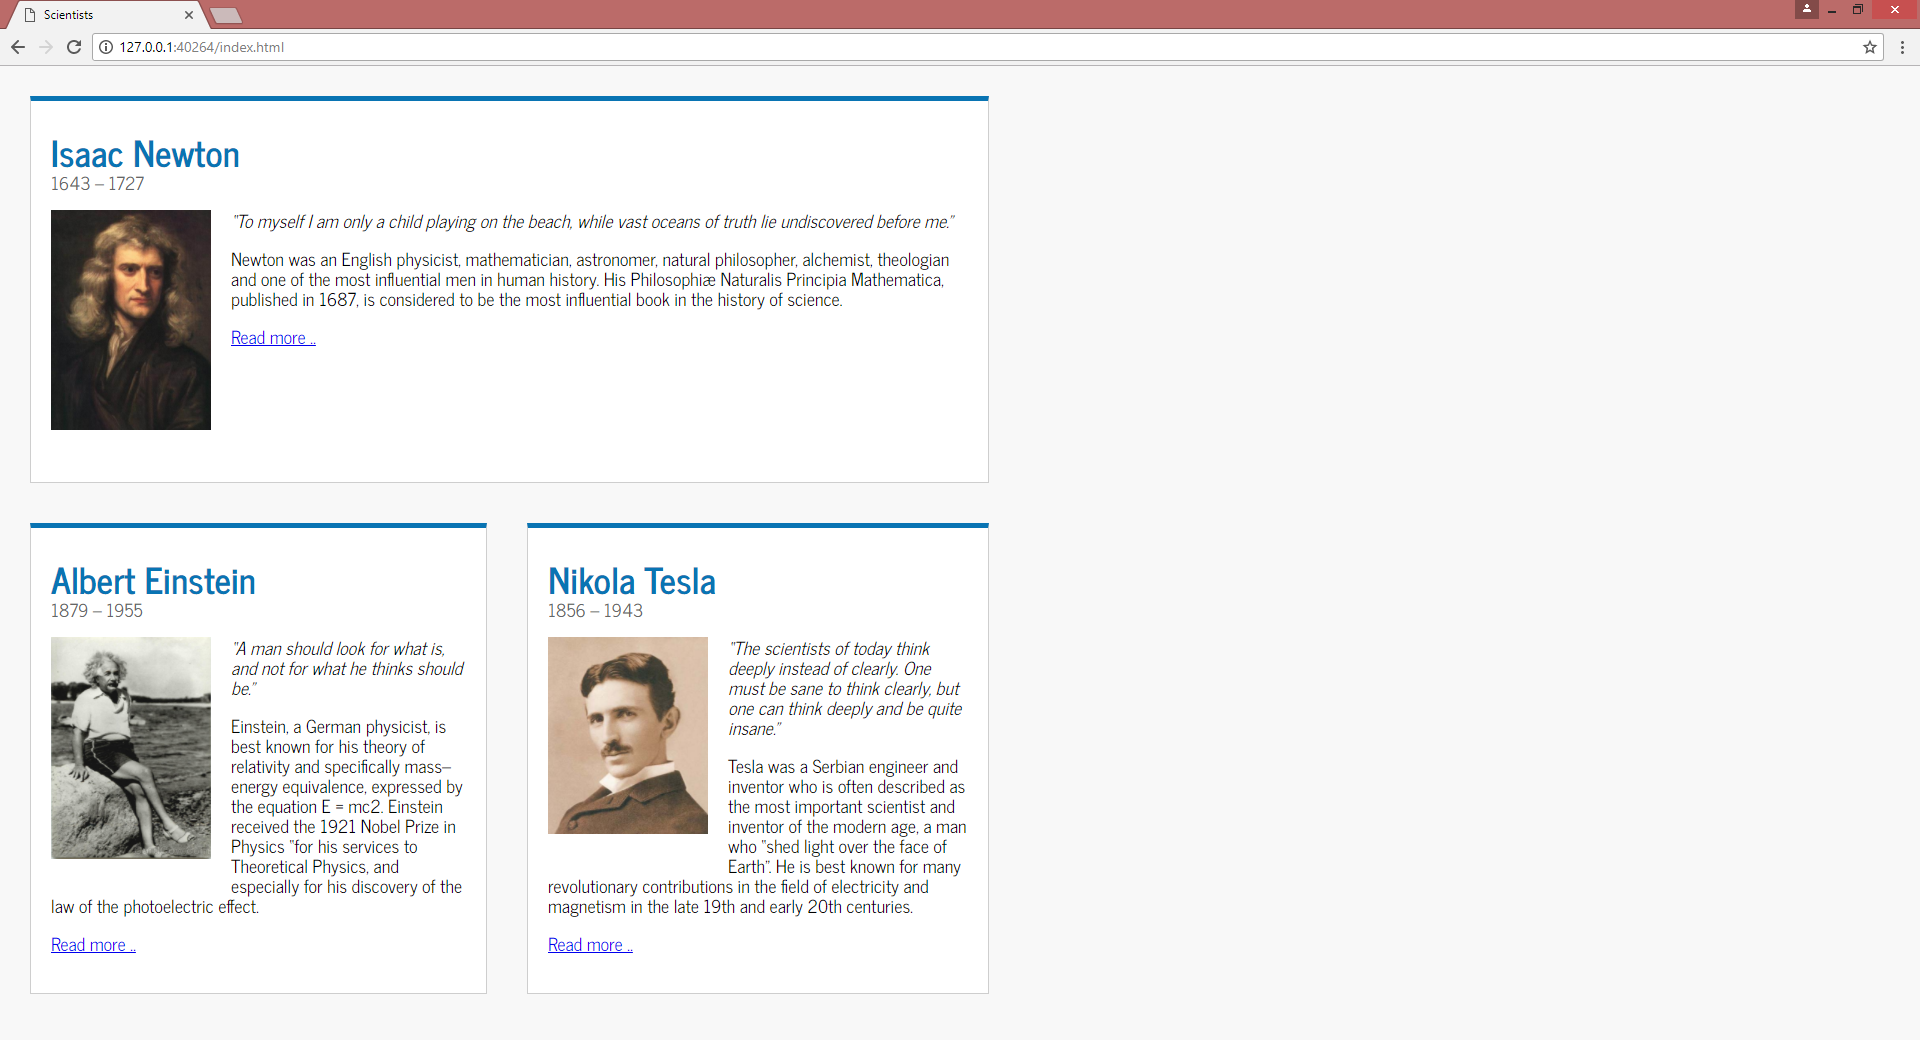 Scientists
127.0.0.1:40264/index.html
Isaac Newton
1643 – 1727
"To myself I am only a child playing on the beach, while vast oceans of truth lie undiscovered before me."
Newton was an English physicist, mathematician, astronomer, natural philosopher, alchemist, theologian
and one of the most influential men in human history. His Philosophiæ Naturalis Principia Mathematica,
published in 1687, is considered to be the most influential book in the history of science.
Read more ..
Albert Einstein
1879 – 1955
"A man should look for what is,
and not for what he thinks should
be."
Einstein, a German physicist, is
best known for his theory of
relativity and specifically mass–
energy equivalence, expressed by
the equation E = mc2. Einstein
received the 1921 Nobel Prize in
Physics "for his services to
Theoretical Physics, and
especially for his discovery of the
law of the photoelectric effect.
Read more ..
Nikola Tesla
1856 – 1943
"The scientists of today think
deeply instead of clearly. One
must be sane to think clearly, but
one can think deeply and be quite
insane."
Tesla was a Serbian engineer and
inventor who is often described as
the most important scientist and
inventor of the modern age, a man
who "shed light over the face of
Earth". He is best known for many
revolutionary contributions in the field of electricity and
magnetism in the late 19th and early 20th centuries.
Read more ..